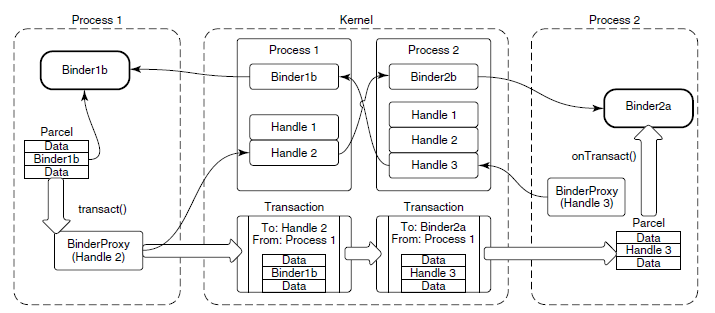 Process 1
Kernel
Process 2
Binder1b
Parcel
Data
Binder1b
Data
transact()
BinderProxy
(Handle 2)
Process 1
Binder1b
Handle 1
Handle 2
Process 2
Binder2b
Handle 1
Handle 2
Handle 3
Transaction
To: Handle 2
From: Process 1
Data
Binder1b
Data
Transaction
To: Binder2a
From: Process 1
Data
Handle 3
Data
Binder2a
onTransact()
BinderProxy
(Handle 3)
Parcel
Data
Handle 3
Data